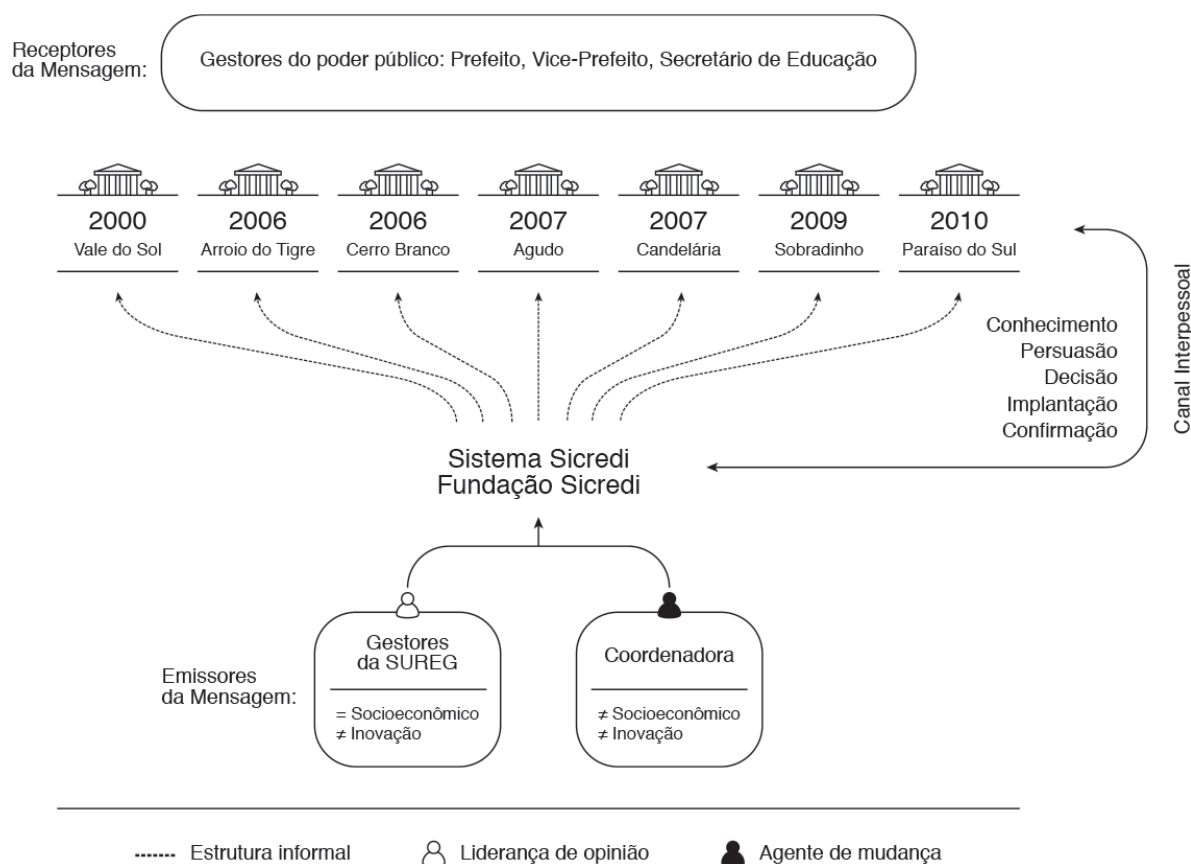 Receptores
da Mensagem:
Gestores do poder público: Prefeito, Vice-Prefeito, Secretário de Educação
2000
Vale do Sol
2006
Arroio do Tigre
2006
Cerro Branco
2007
Agudo
2007
Candelária
2009
Sobradinho
2010
Paraíso do Sul
Conhecimento
Persuasão
Decisão
Implantação
Confirmação
Canal Interpessoal
Sistema Sicredi
Fundação Sicredi
Emissores
da Mensagem:
Gestores
da SUREG
= Socioeconômico
≠ Inovação
Coordenadora
≠ Socioeconômico
≠ Inovação
Estrutura informal
Liderança de opinião
Agente de mudança